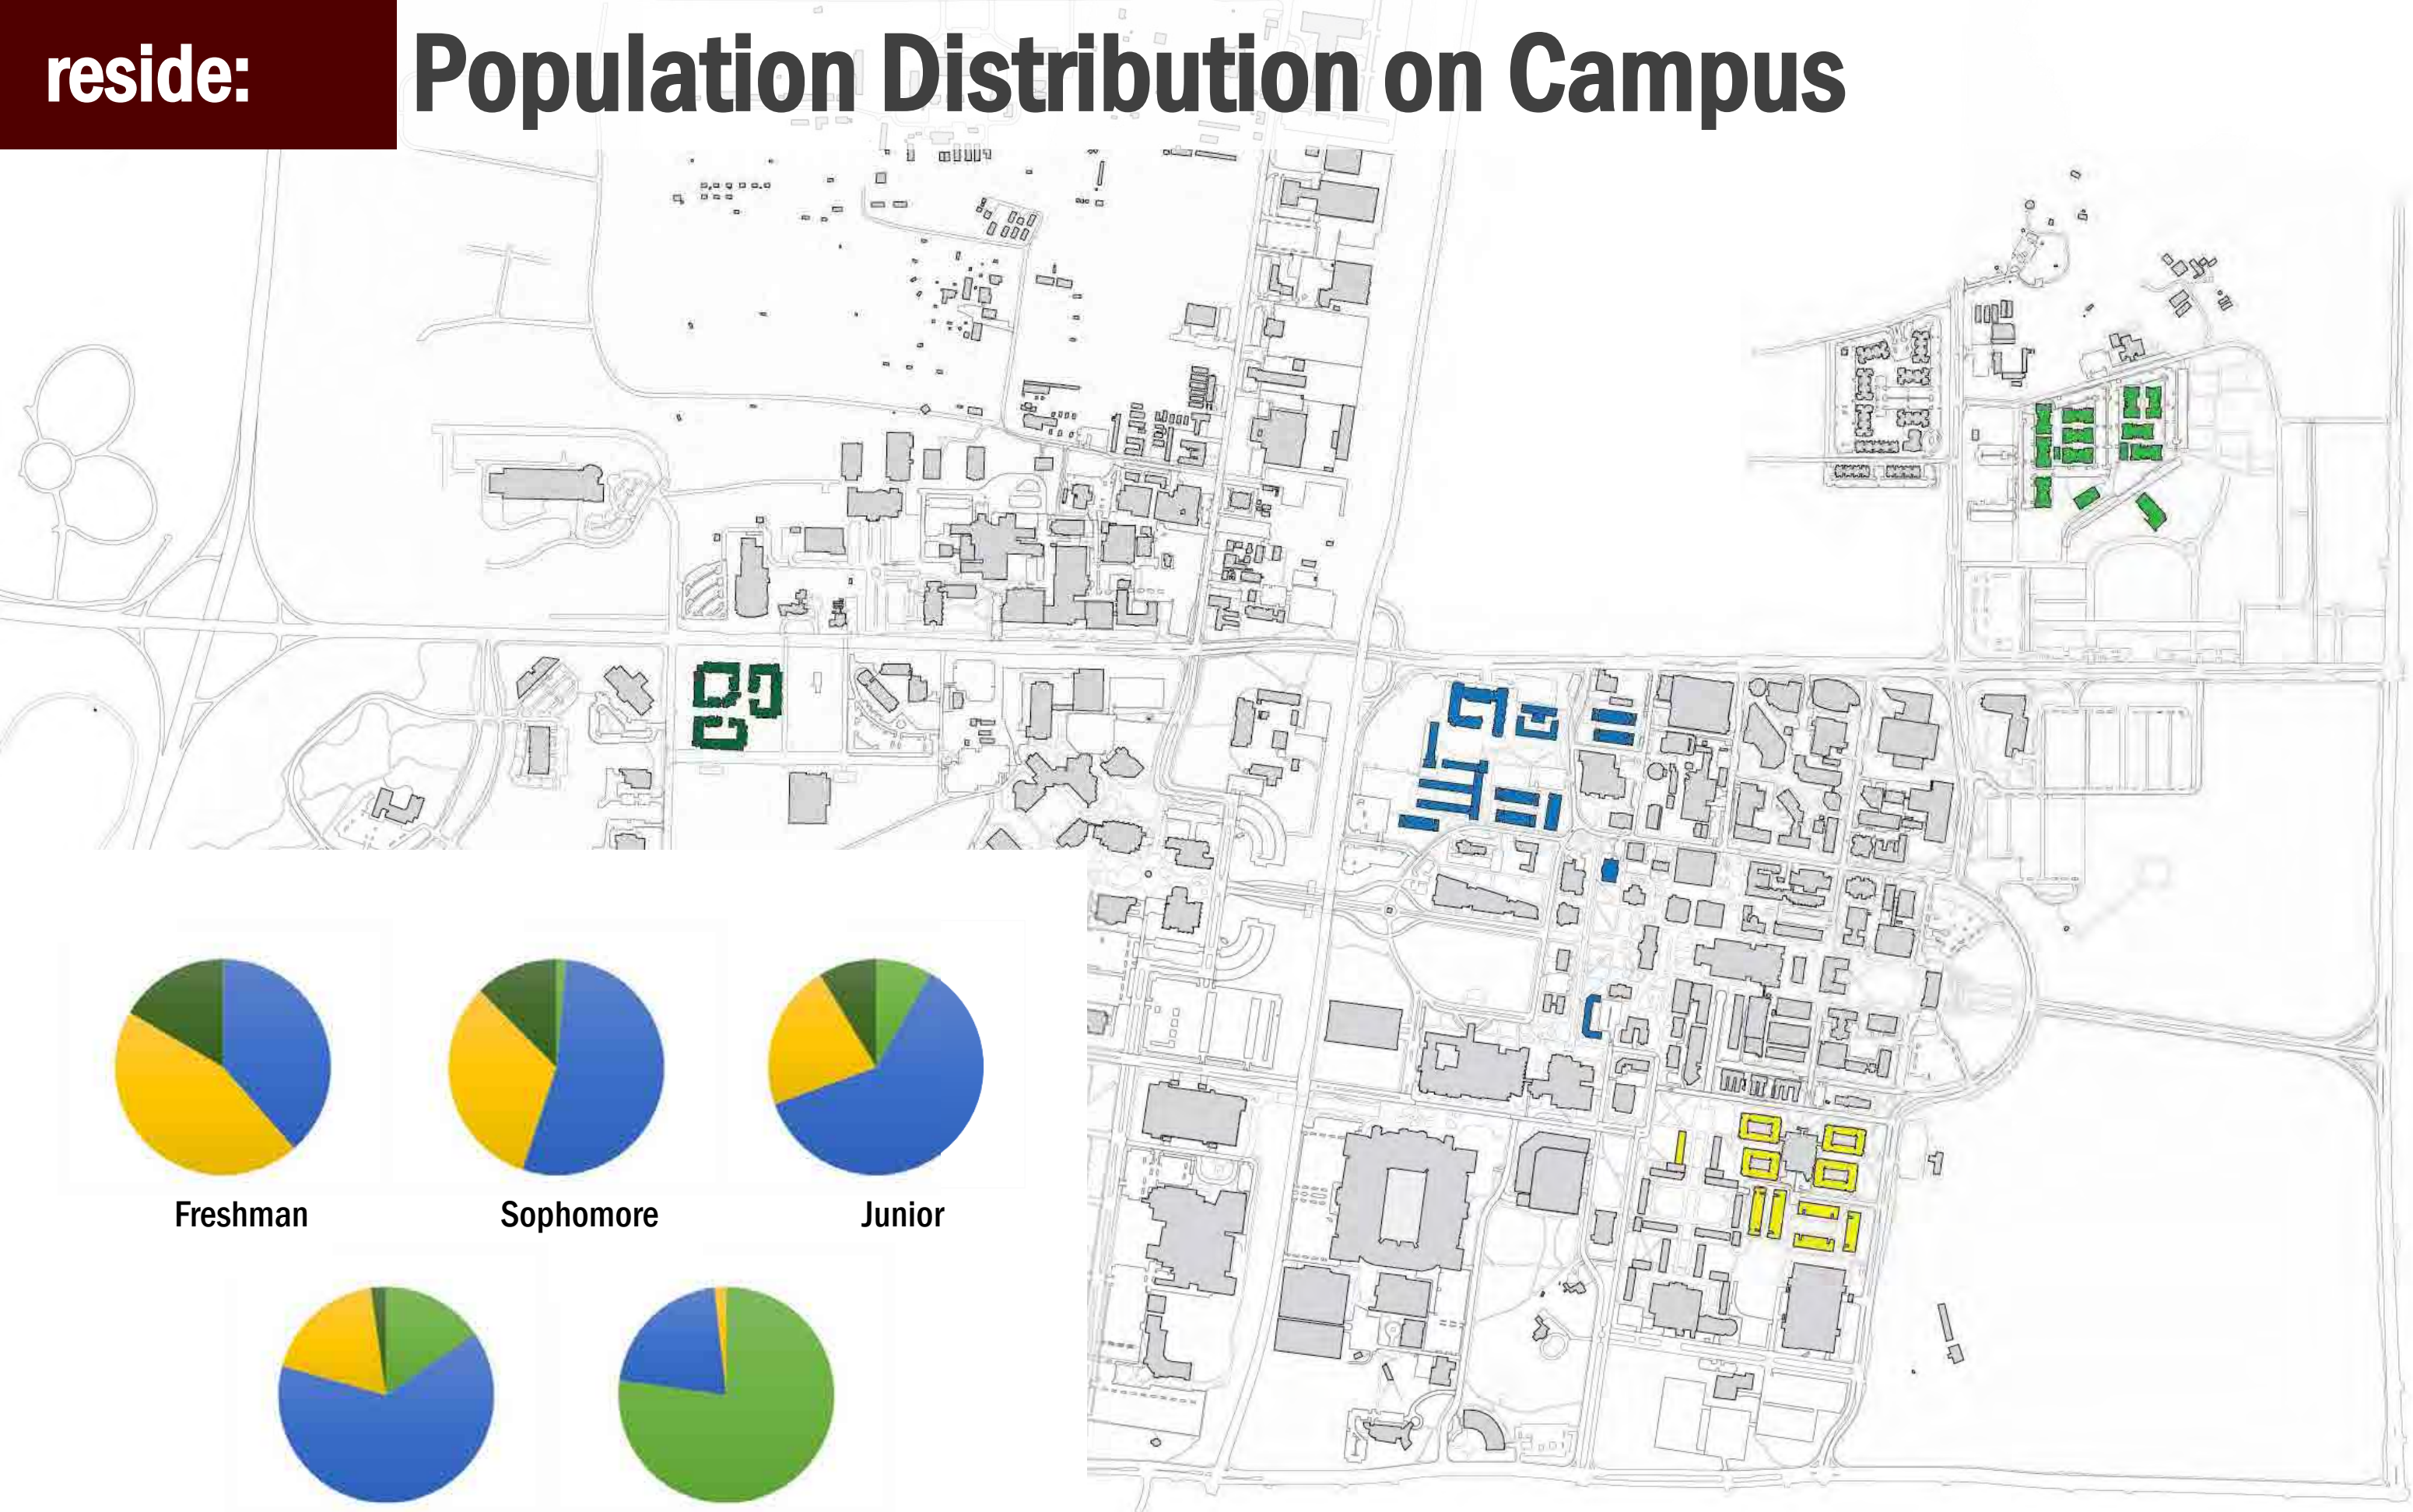 reside:
Population Distribution on Campus
Freshman
Sophomore
Junior